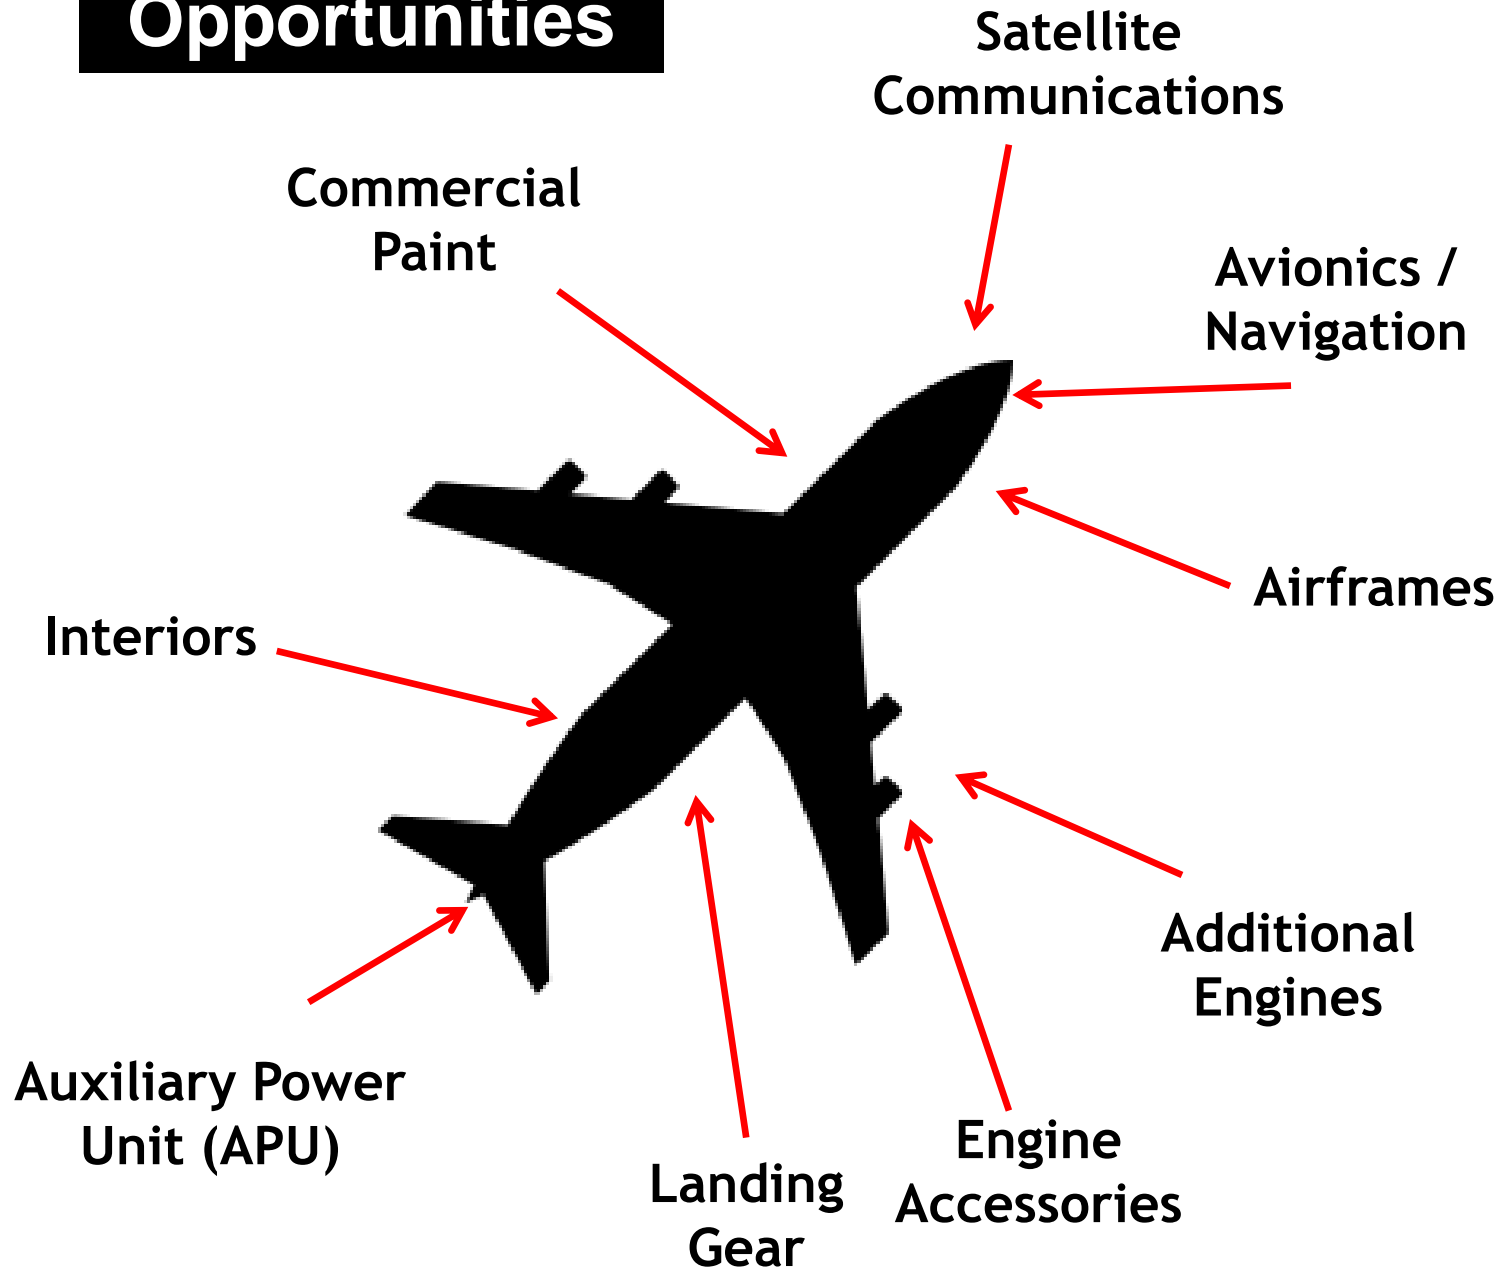 Opportunities
Satellite
Communications
Commercial
Paint
Avionics /
Navigation
Airframes
Interiors
Additional
Engines
Auxiliary Power
Unit (APU)
Engine
Accessories
Landing
Gear